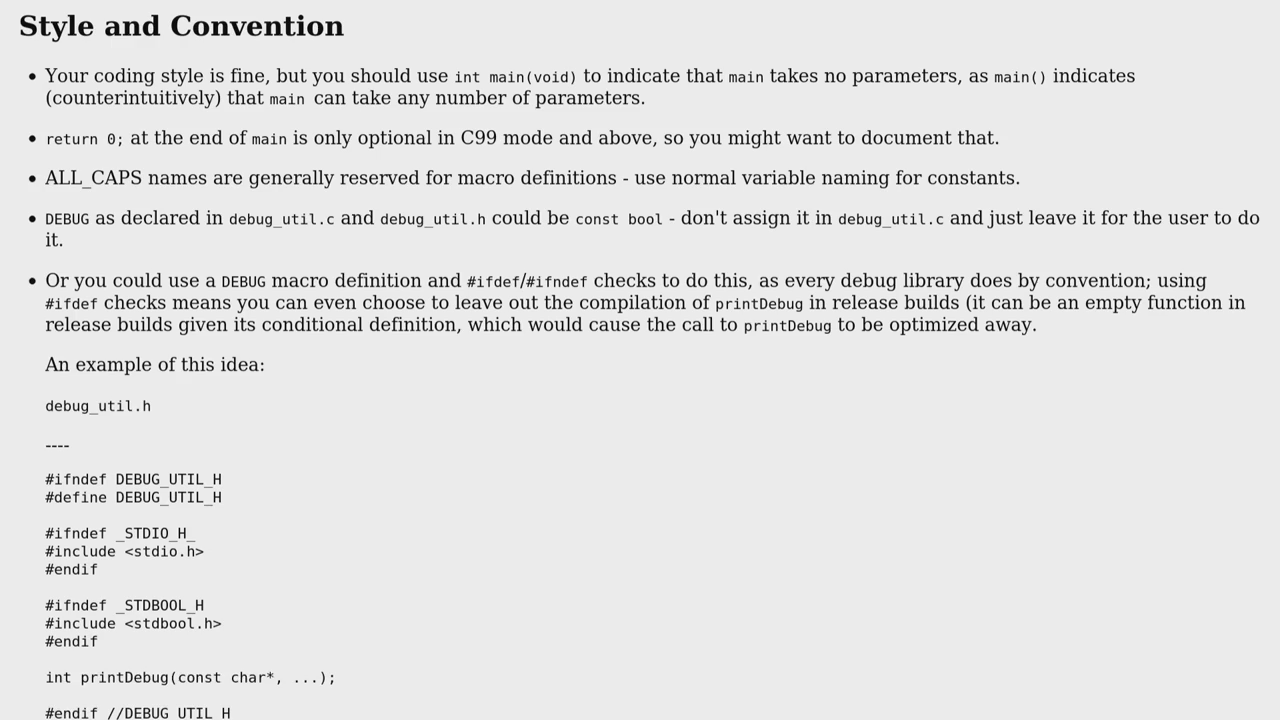 Style and Convention
• Your coding style is fine, but you should use int main(void) to indicate that main takes no parameters, as main() indicates
(counterintuitively) that main can take any number of parameters.
• return 0; at the end of main is only optional in C99 mode and above, so you might want to document that.
• ALL_CAPS names are generally reserved for macro definitions - use normal variable naming for constants.
• DEBUG as declared in debug_util.c and debug_util.h could be const bool - don't assign it in debug_util.c and just leave it for the user to do
it.
• Or you could use a DEBUG macro definition and #ifdef/#ifndef checks to do this, as every debug library does by convention; using
#ifdef checks means you can even choose to leave out the compilation of printDebug in release builds (it can be an empty function in
release builds given its conditional definition, which would cause the call to printDebug to be optimized away.
An example of this idea:
debug_util.h
----
#ifndef DEBUG_UTIL_H
#define DEBUG_UTIL_H
#ifndef _STDIO_H_
#include <stdio.h>
#endif
#ifndef _STDBOOL_H
#include <stdbool.h>
#endif
int printDebug(const char*, ...);
#endif //DEBUG_UTIL_H